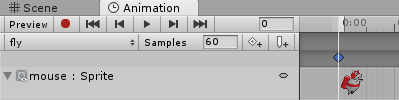 Scene Animation
Preview 0 0:00
fly Samples 60
mouse : Sprite